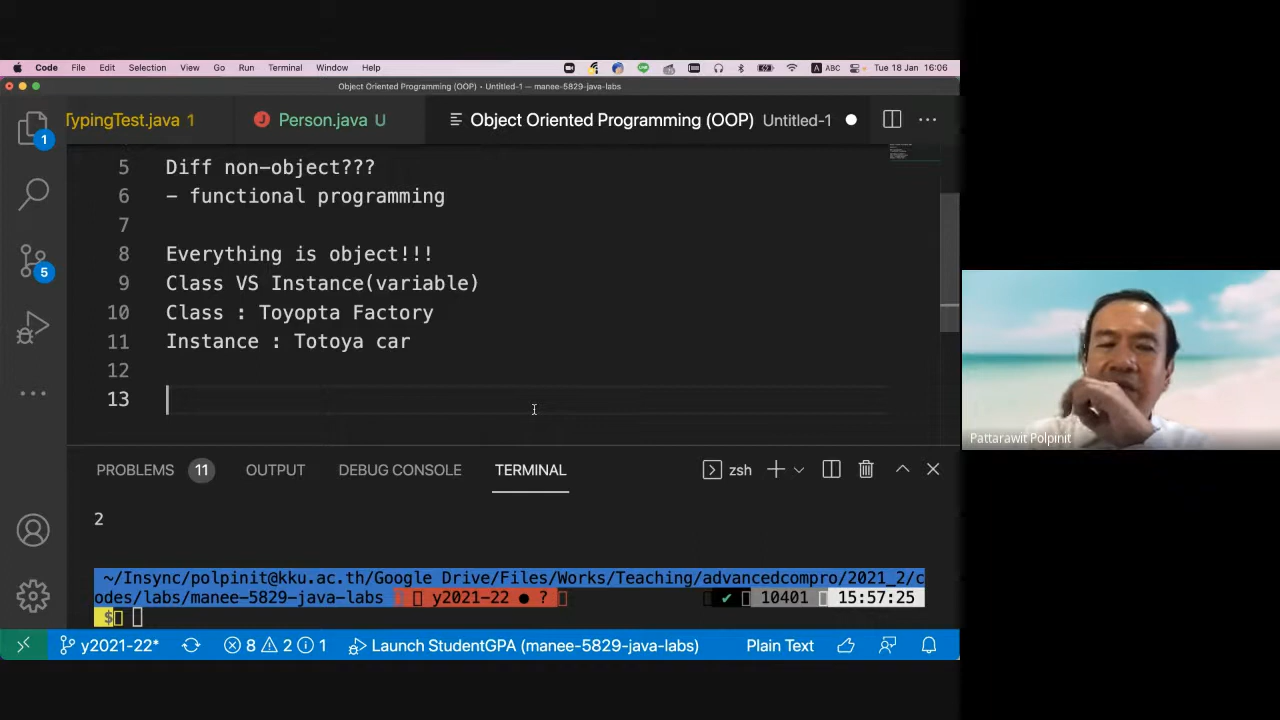 Code File Edit Selection View Go Run Terminal Window Help ABC Tue 18 Jan 16:06
Object Oriented Programming (OOP) • Untitled-1 — manee-5829-java-labs
TypingTest.java 1 Person.java U Object Oriented Programming (OOP) Untitled-1
5 Diff non-object???
6 - functional programming
7
8 Everything is object!!!
9 Class VS Instance(variable)
10 Class : Toyopta Factory
11 Instance : Totoya car
12
13
1
5
Pattarawit Polpinit
PROBLEMS 11 OUTPUT DEBUG CONSOLE TERMINAL zsh
2
~/Insync/polpinit@kku.ac.th/Google Drive/Files/Works/Teaching/advancedcompro/2021_2/c
odes/labs/manee-5829-java-labs y2021-22 ● ? ✔ 10401 15:57:25
$
y2021-22* 8 2 1 Launch StudentGPA (manee-5829-java-labs) Plain Text